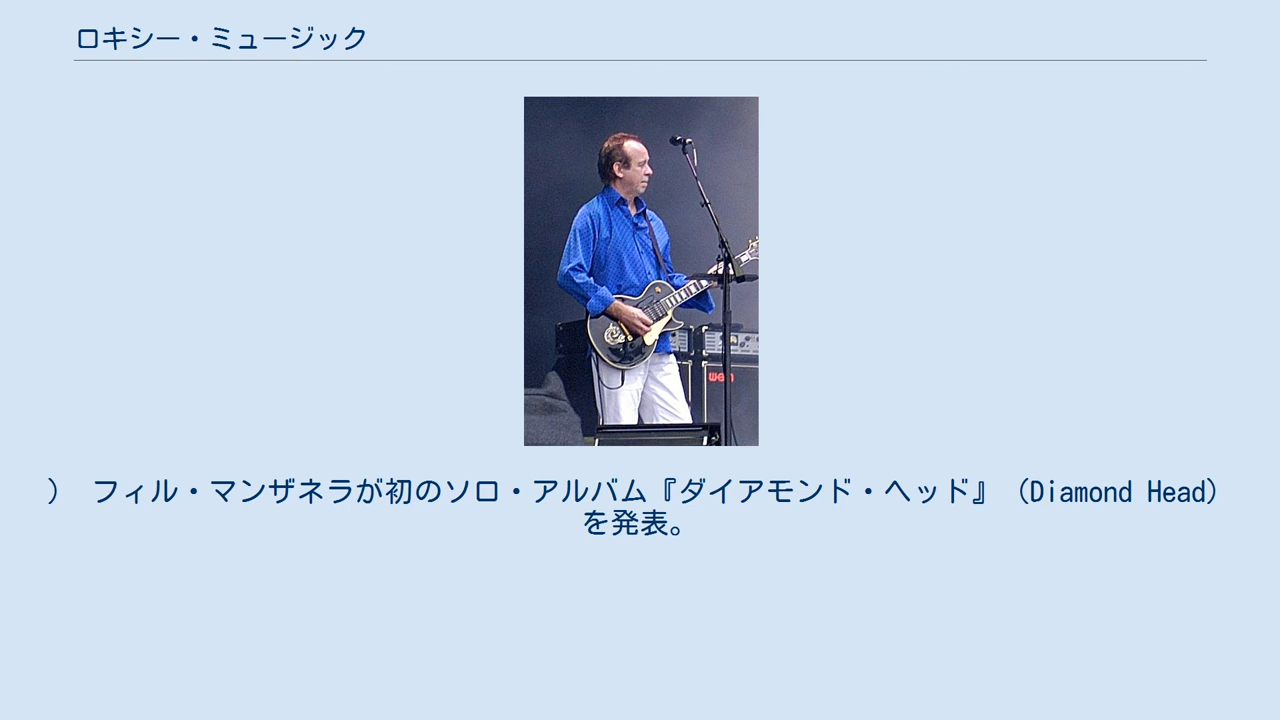 ロキシー・ミュージック
wem
） フィル・マンザネラが初のソロ・アルバム『ダイアモンド・ヘッド』（Diamond Head）
を発表。